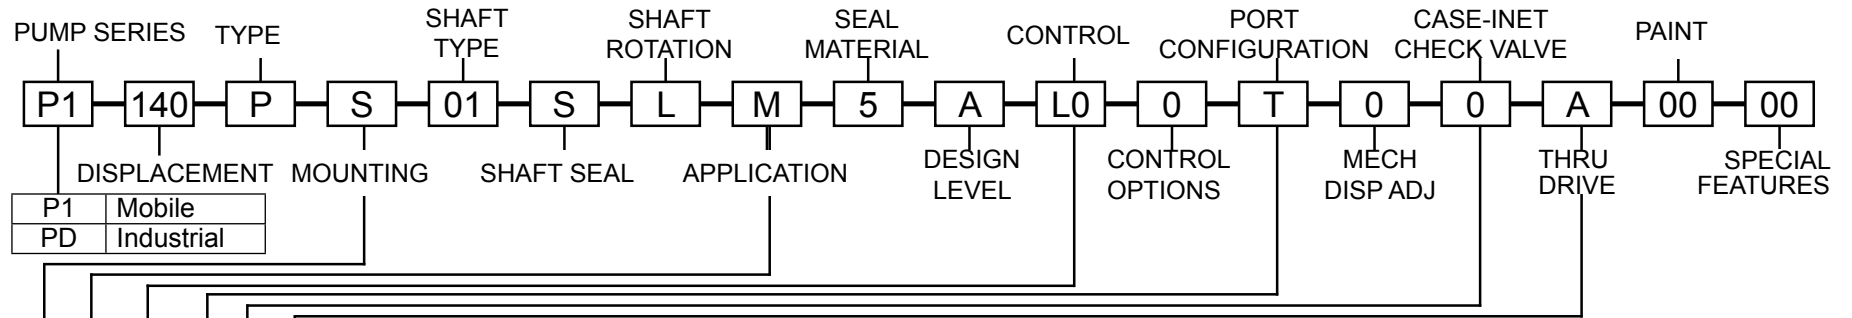 PUMP SERIES
TYPE
SHAFT
TYPE
SHAFT
ROTATION
SEAL
MATERIAL
CONTROL
PORT
CONFIGURATION
CASE-INET
CHECK VALVE
PAINT
P1 140 P S 01 S L M 5 A L0 0 T 0 0 A 00 00
DISPLACEMENT
MOUNTING
SHAFT SEAL
APPLICATION
DESIGN
LEVEL
CONTROL
OPTIONS
MECH
DISP ADJ
THRU
DRIVE
SPECIAL
FEATURES
P1 Mobile
PD Industrial